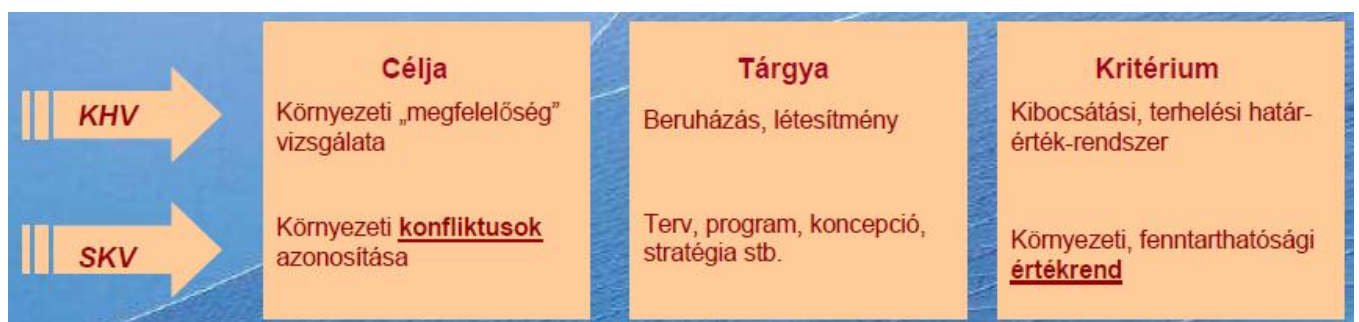 Célja
Tárgya
Kritérium
KHV
Környezeti „megfelelőség”
vizsgálata
Beruházás, létesítmény
Kibocsátási, terhelési határ-
érték-rendszer
SKV
Környezeti konfliktusok
azonosítása
Terv, program, koncepció,
stratégia stb.
Környezeti, fenntarthatósági
értékrend